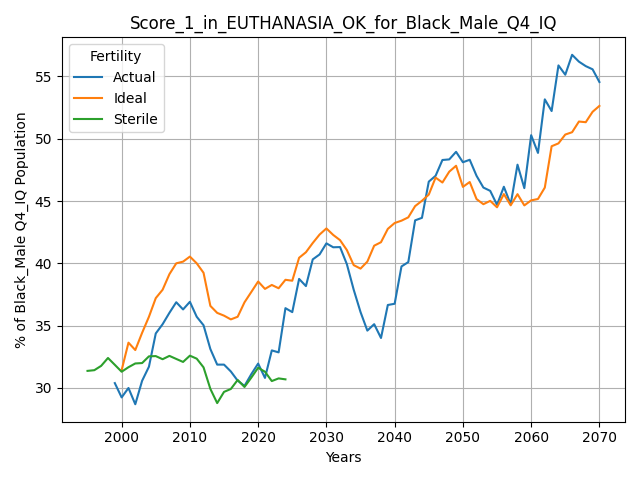 Score_1_in_EUTHANASIA_OK_for_Black_Male_Q4_IQ
Fertility
Actual
Ideal
Sterile
% of Black_Male Q4_IQ Population
55
50
45
40
35
30
2000 2010 2020 2030 2040 2050 2060 2070
Years